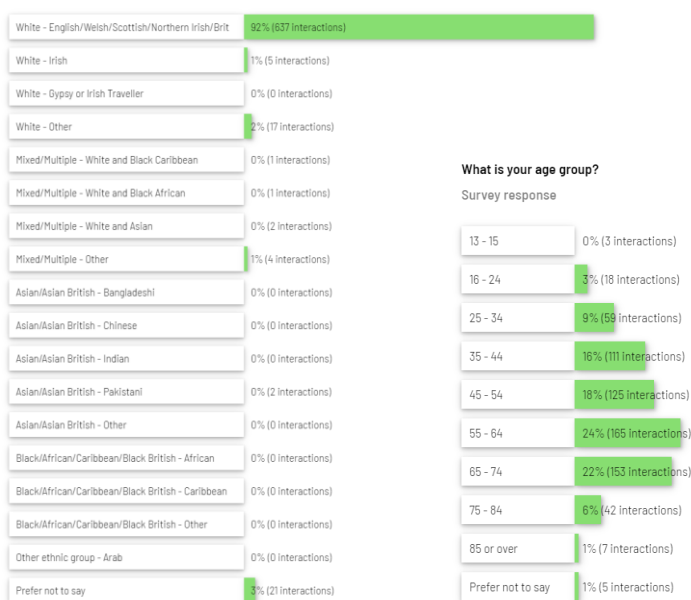 White - English/Welsh/Scottish/Northern Irish/Brit 92% (637 interactions)
White - Irish 1% (5 interactions)
White - Gypsy or Irish Traveller 0% (0 interactions)
White - Other 2% (17 interactions)
Mixed/Multiple - White and Black Caribbean 0% (1 interactions)
Mixed/Multiple - White and Black African 0% (1 interactions)
Mixed/Multiple - White and Asian 0% (2 interactions)
Mixed/Multiple - Other 1% (4 interactions)
Asian/Asian British - Bangladeshi 0% (0 interactions)
Asian/Asian British - Chinese 0% (0 interactions)
Asian/Asian British - Indian 0% (0 interactions)
Asian/Asian British - Pakistani 0% (2 interactions)
Asian/Asian British - Other 0% (0 interactions)
Black/African/Caribbean/Black British - African 0% (0 interactions)
Black/African/Caribbean/Black British - Caribbean 0% (0 interactions)
Black/African/Caribbean/Black British - Other 0% (0 interactions)
Other ethnic group - Arab 0% (0 interactions)
Prefer not to say 3% (21 interactions)
What is your age group?
Survey response
13 - 15 0% (3 interactions)
16 - 24 3% (18 interactions)
25 - 34 9% (59 interactions)
35 - 44 16% (111 interactions)
45 - 54 18% (125 interactions)
55 - 64 24% (165 interactions)
65 - 74 22% (153 interactions)
75 - 84 6% (42 interactions)
85 or over 1% (7 interactions)
Prefer not to say 1% (5 interactions)